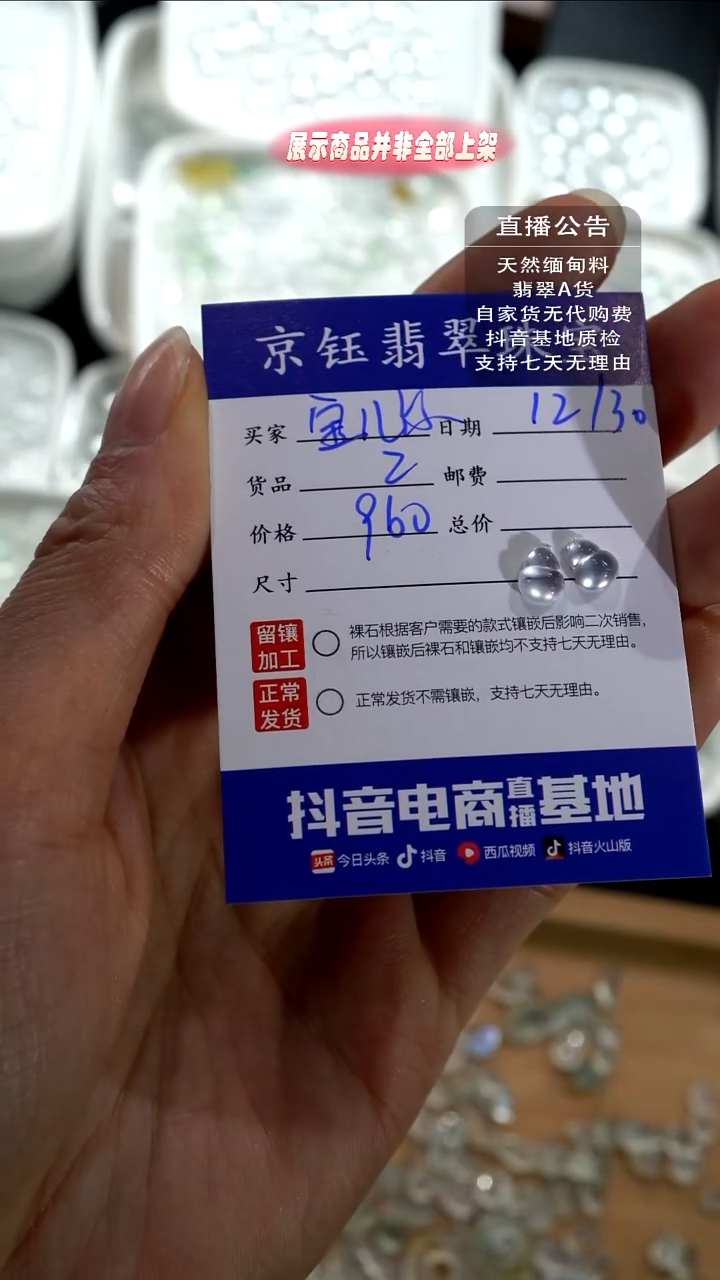 展示商品并非全部上架
直播公告
天然缅甸料
翡翠A货
自家货无代购费
抖音基地质检
支持七天无理由
京钰翡翠
买家 宝儿 日期 12/30
货品 2 邮费
价格 960 总价
尺寸
留镶加工 裸石根据客户需要的款式镶嵌后影响二次销售,
所以镶嵌后裸石和镶嵌均不支持七天无理由。
正常发货 正常发货不需镶嵌，支持七天无理由。
抖音电商直播基地
头条 今日头条 抖音 西瓜视频 抖音火山版